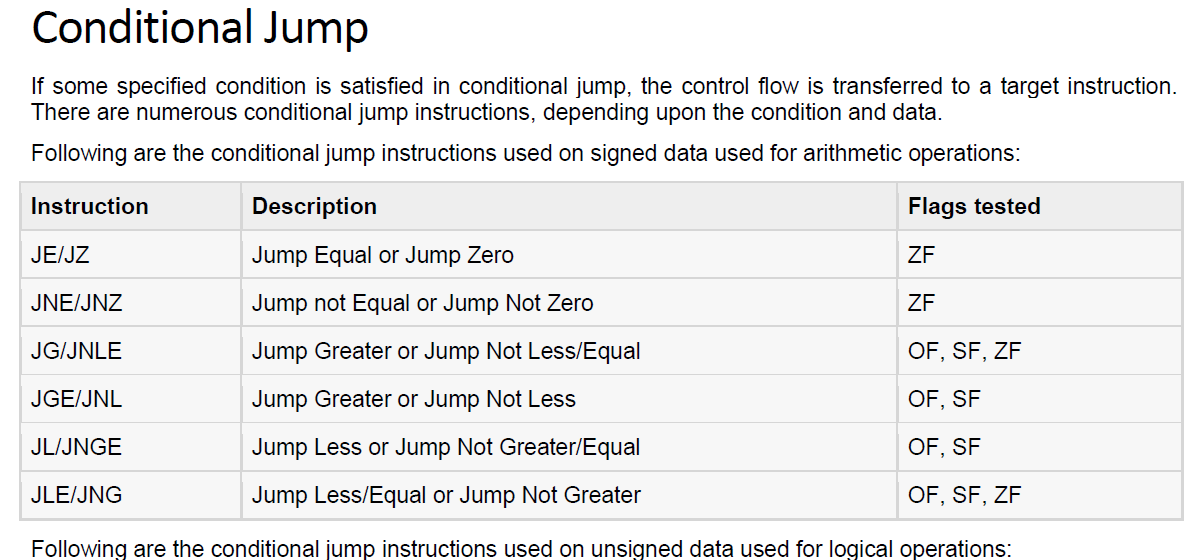 Conditional Jump
If some specified condition is satisfied in conditional jump, the control flow is transferred to a target instruction.
There are numerous conditional jump instructions, depending upon the condition and data.
Following are the conditional jump instructions used on signed data used for arithmetic operations:
Instruction Description Flags tested
JE/JZ Jump Equal or Jump Zero ZF
JNE/JNZ Jump not Equal or Jump Not Zero ZF
JG/JNLE Jump Greater or Jump Not Less/Equal OF, SF, ZF
JGE/JNL Jump Greater or Jump Not Less OF, SF
JL/JNGE Jump Less or Jump Not Greater/Equal OF, SF
JLE/JNG Jump Less/Equal or Jump Not Greater OF, SF, ZF
Following are the conditional jump instructions used on unsigned data used for logical operations: